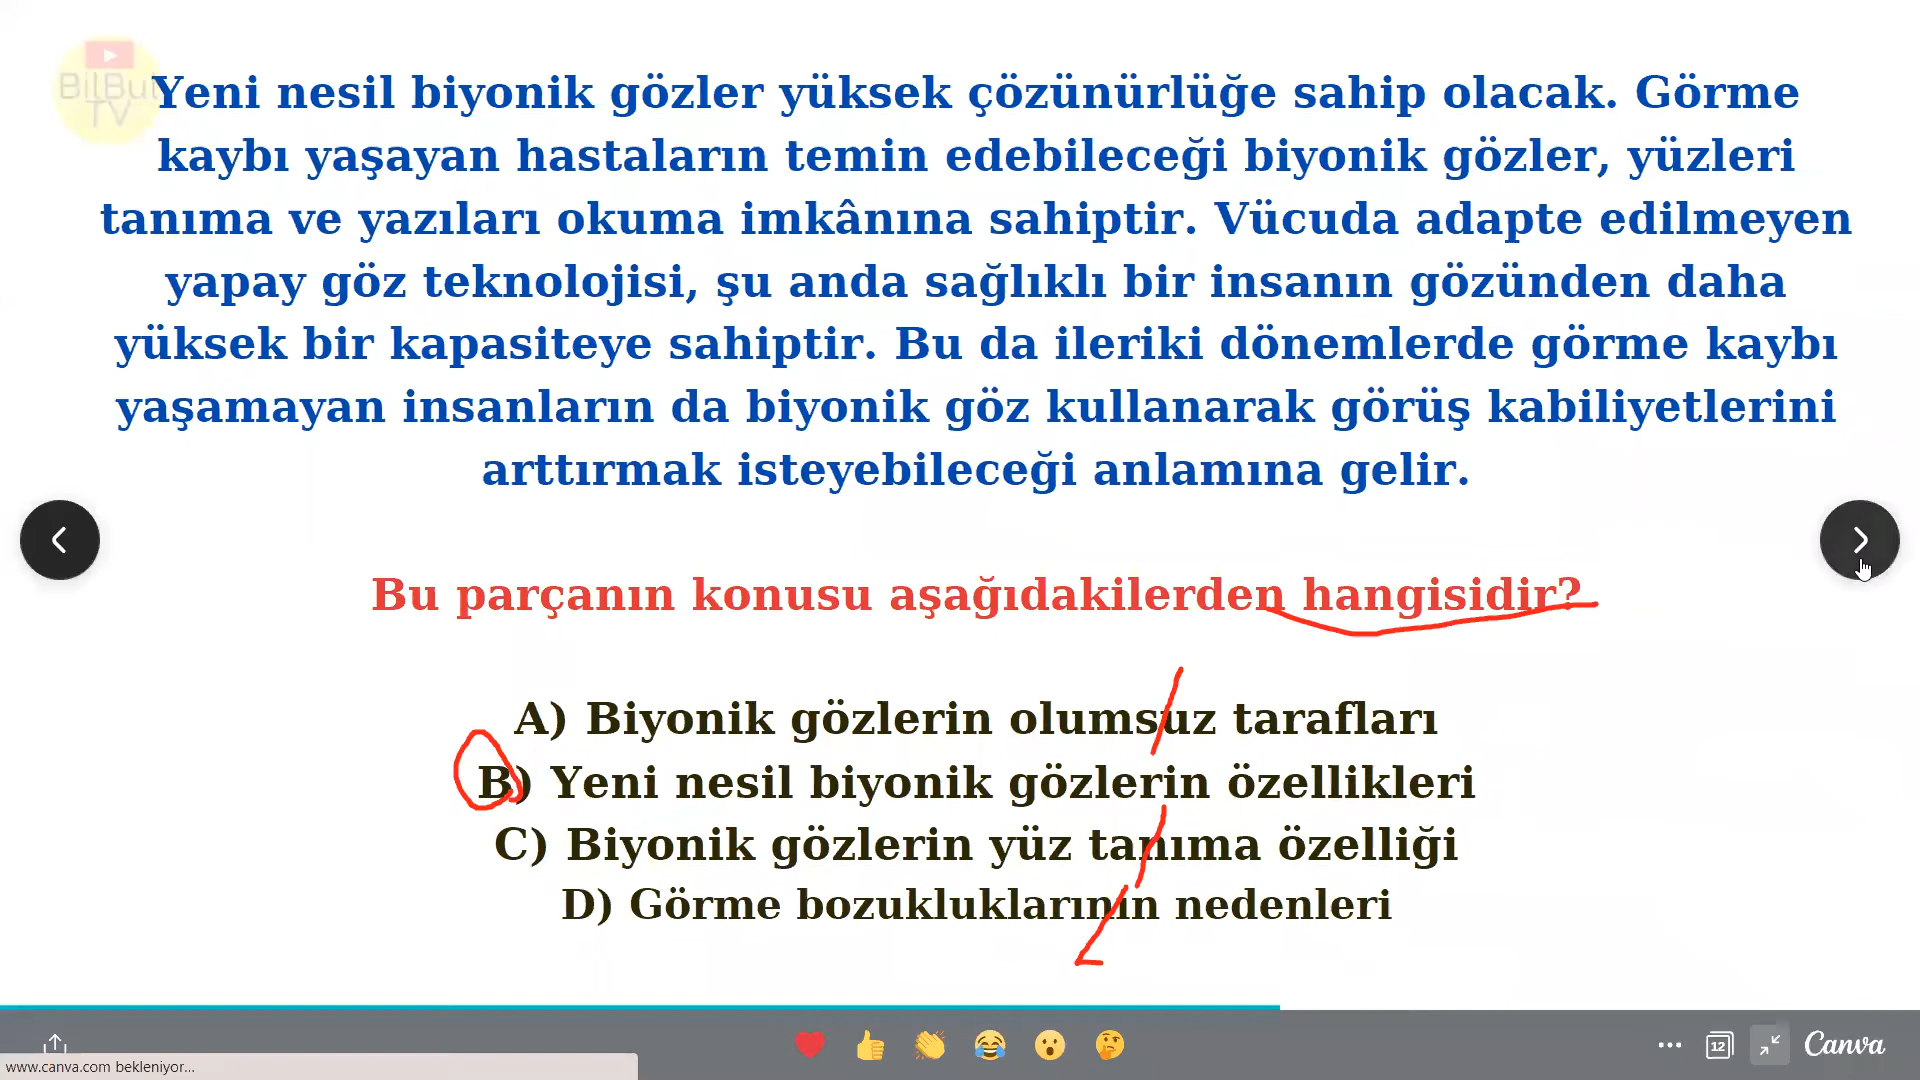 BilBul
TV
Yeni nesil biyonik gözler yüksek çözünürlüğe sahip olacak. Görme
kaybı yaşayan hastaların temin edebileceği biyonik gözler, yüzleri
tanıma ve yazıları okuma imkânına sahiptir. Vücuda adapte edilmeyen
yapay göz teknolojisi, şu anda sağlıklı bir insanın gözünden daha
yüksek bir kapasiteye sahiptir. Bu da ileriki dönemlerde görme kaybı
yaşamayan insanların da biyonik göz kullanarak görüş kabiliyetlerini
arttırmak isteyebileceği anlamına gelir.
Bu parçanın konusu aşağıdakilerden hangisidir?
A) Biyonik gözlerin olumsuz tarafları
B) Yeni nesil biyonik gözlerin özellikleri
C) Biyonik gözlerin yüz tanıma özelliği
D) Görme bozukluklarının nedenleri
12
Canva
www.canva.com bekleniyor...